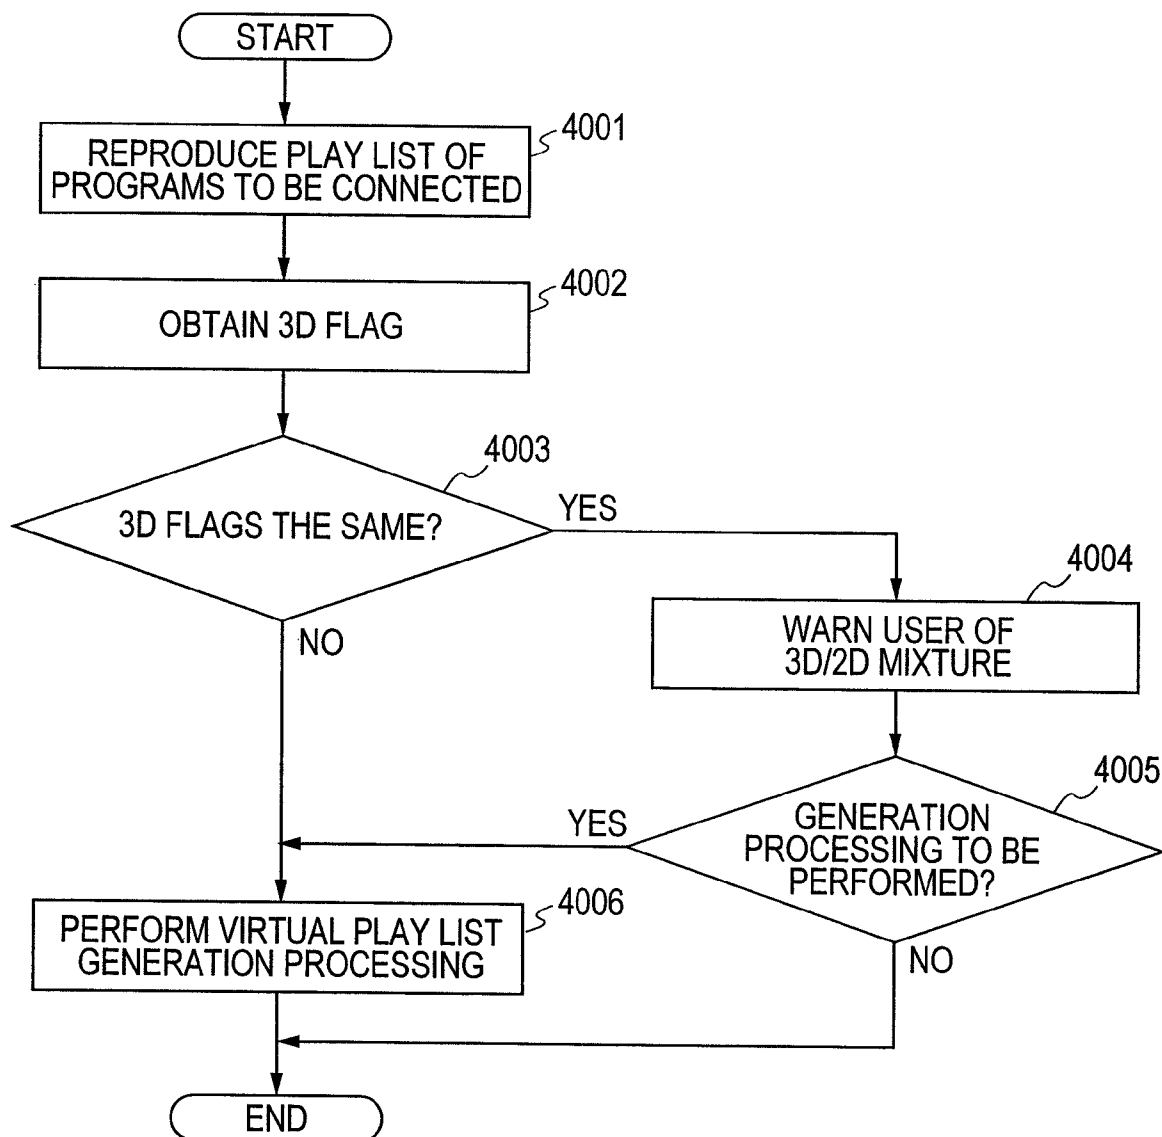 START
4001
REPRODUCE PLAY LIST OF
PROGRAMS TO BE CONNECTED
4002
OBTAIN 3D FLAG
4003
3D FLAGS THE SAME?
YES
NO
4004
WARN USER OF
3D/2D MIXTURE
4005
GENERATION
PROCESSING TO BE
PERFORMED?
YES
NO
4006
PERFORM VIRTUAL PLAY LIST
GENERATION PROCESSING
END